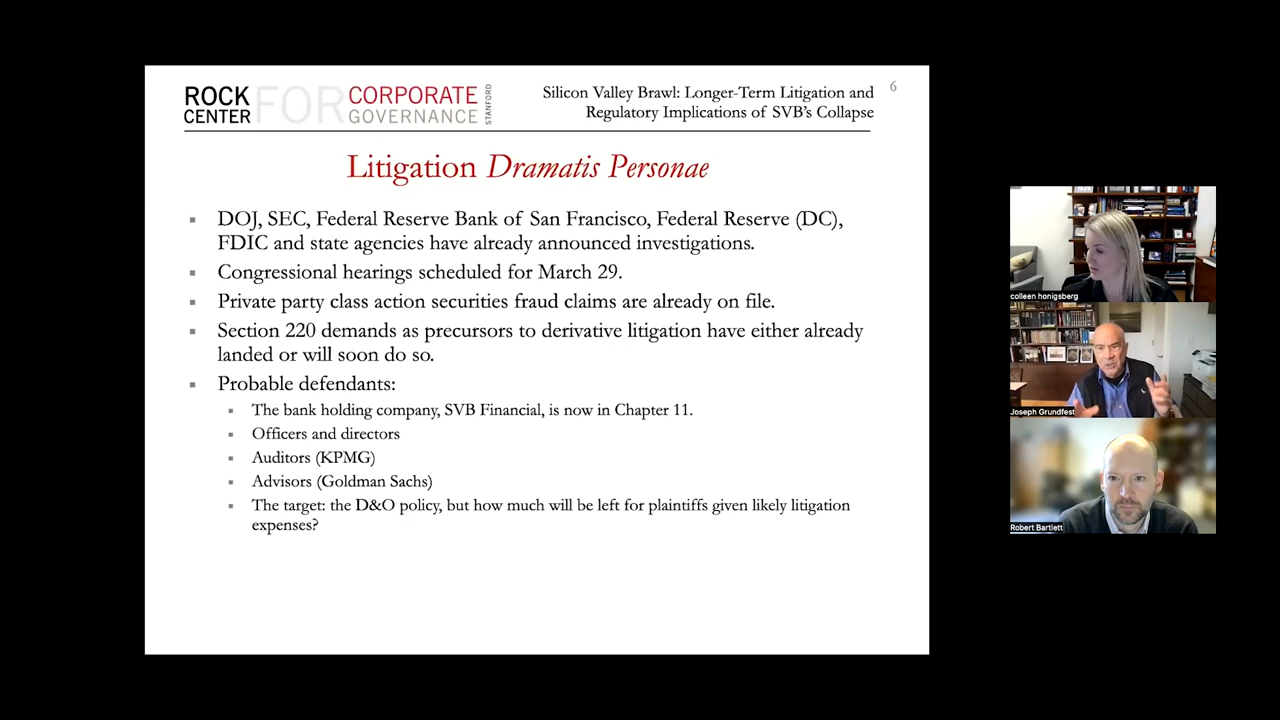 ROCK
CENTER
FOR
CORPORATE
GOVERNANCE
STANFORD
Silicon Valley Brawl: Longer-Term Litigation and
Regulatory Implications of SVB's Collapse
6
Litigation Dramatis Personae
▪ DOJ, SEC, Federal Reserve Bank of San Francisco, Federal Reserve (DC),
FDIC and state agencies have already announced investigations.
▪ Congressional hearings scheduled for March 29.
▪ Private party class action securities fraud claims are already on file.
▪ Section 220 demands as precursors to derivative litigation have either already
landed or will soon do so.
▪ Probable defendants:
▪ The bank holding company, SVB Financial, is now in Chapter 11.
▪ Officers and directors
▪ Auditors (KPMG)
▪ Advisors (Goldman Sachs)
▪ The target: the D&O policy, but how much will be left for plaintiffs given likely litigation
expenses?
colleen honigsberg
Joseph Grundfest
Robert Bartlett